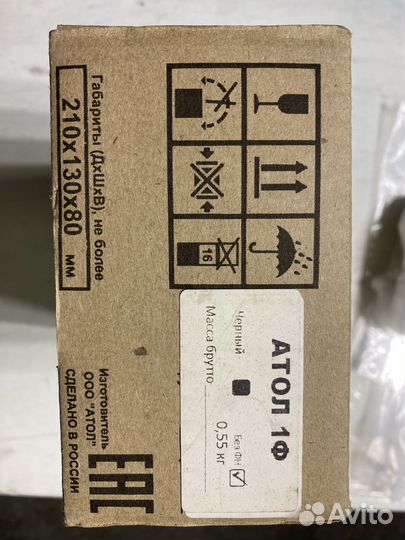 Габариты (ДхШхВ), не более
210х130х80 мм
16
АТОЛ 1Ф
Черный
Без ФН
Масса брутто
0,55 кг
Изготовитель
ООО "АТОЛ"
СДЕЛАНО В РОССИИ
ЕАС
Avito